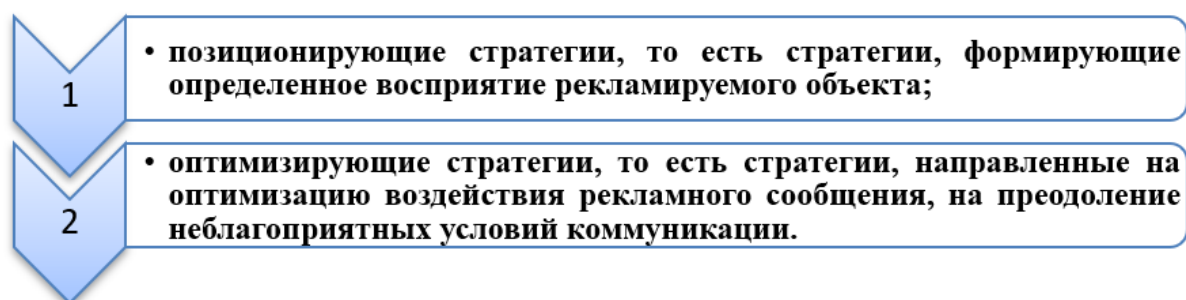 1
• позиционирующие стратегии, то есть стратегии, формирующие
определенное восприятие рекламируемого объекта;
2
• оптимизирующие стратегии, то есть стратегии, направленные на
оптимизацию воздействия рекламного сообщения, на преодоление
неблагоприятных условий коммуникации.